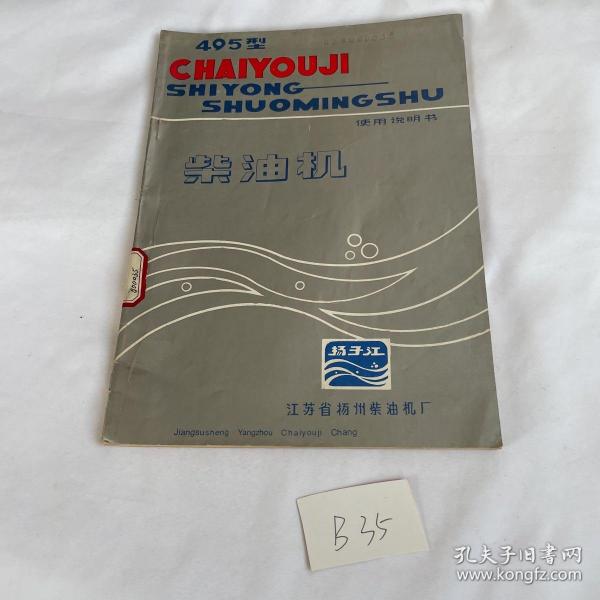 495型
CHAIYOUJI
SHIYONG
SHUOMINGSHU
使用说明书
柴油机
扬子江
江苏省扬州柴油机厂
Jiangsusheng Yangzhou Chaiyouji Chang
B35
孔夫子旧书网
www.kongfz.com